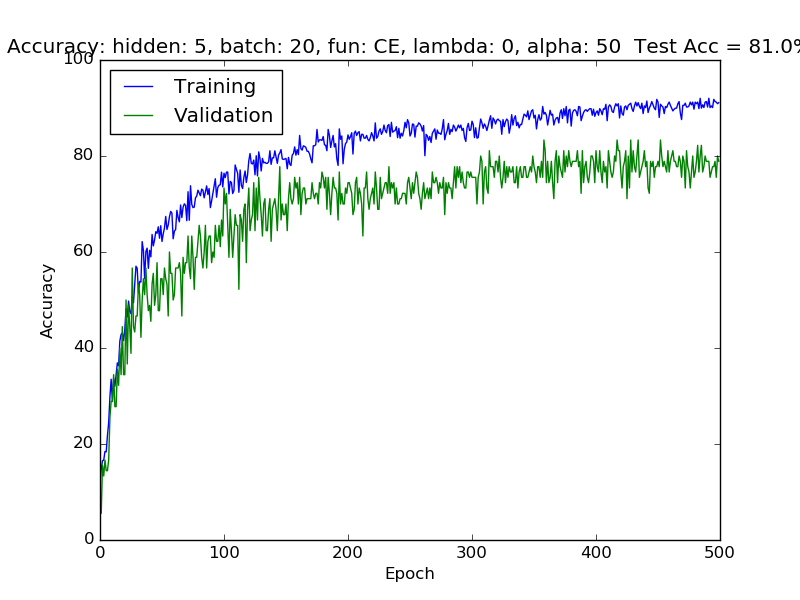 Accuracy: hidden: 5, batch: 20, fun: CE, lambda: 0, alpha: 50 Test Acc = 81.0%
100
Training
Validation
80
60
Accuracy
40
20
0
0 100 200 300 400 500
Epoch